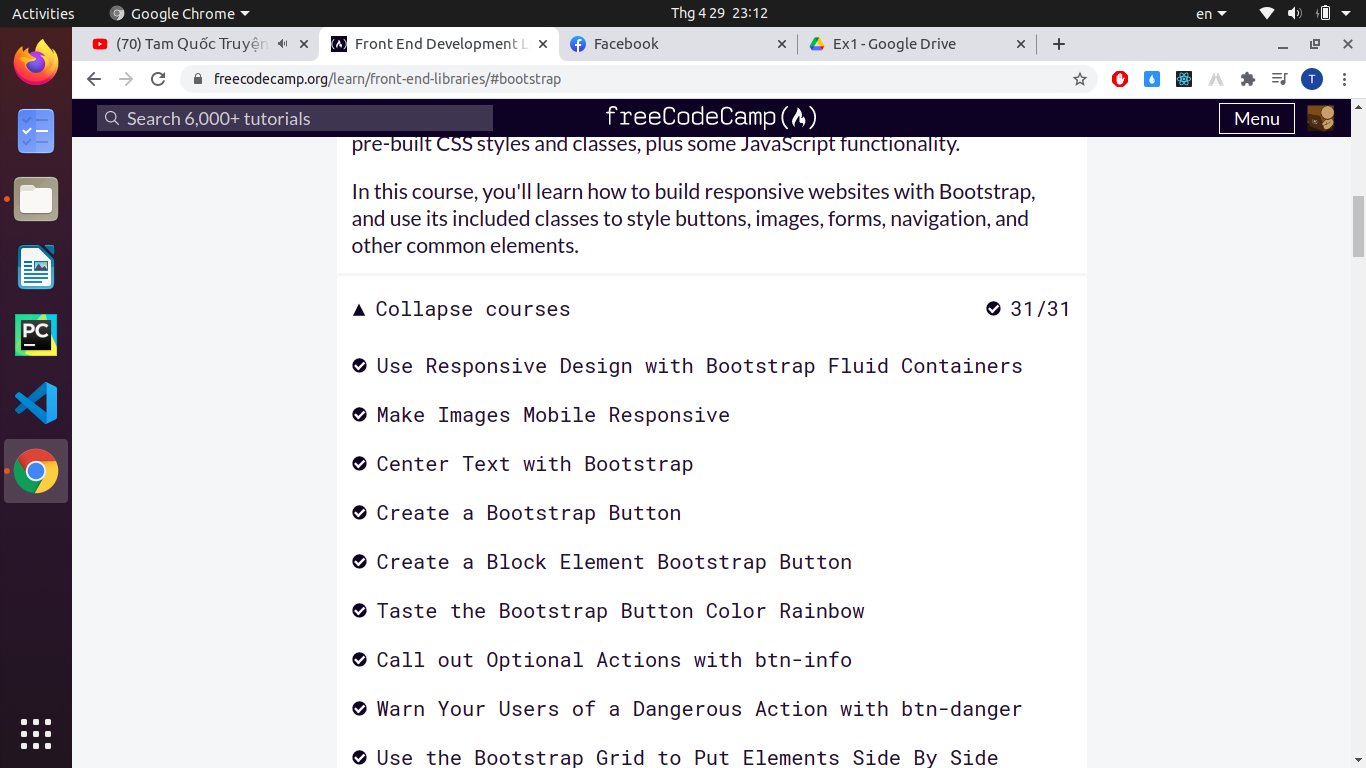 Activities
Google Chrome
Thg 4 29 23:12
en
(70) Tam Quốc Truyện
Front End Development L
Facebook
Ex1 - Google Drive
freecodecamp.org/learn/front-end-libraries/#bootstrap
T
Search 6,000+ tutorials
freeCodeCamp
Menu
pre-built CSS styles and classes, plus some JavaScript functionality.
In this course, you'll learn how to build responsive websites with Bootstrap,
and use its included classes to style buttons, images, forms, navigation, and
other common elements.
Collapse courses
31/31
Use Responsive Design with Bootstrap Fluid Containers
Make Images Mobile Responsive
Center Text with Bootstrap
Create a Bootstrap Button
Create a Block Element Bootstrap Button
Taste the Bootstrap Button Color Rainbow
Call out Optional Actions with btn-info
Warn Your Users of a Dangerous Action with btn-danger
Use the Bootstrap Grid to Put Elements Side By Side
PC